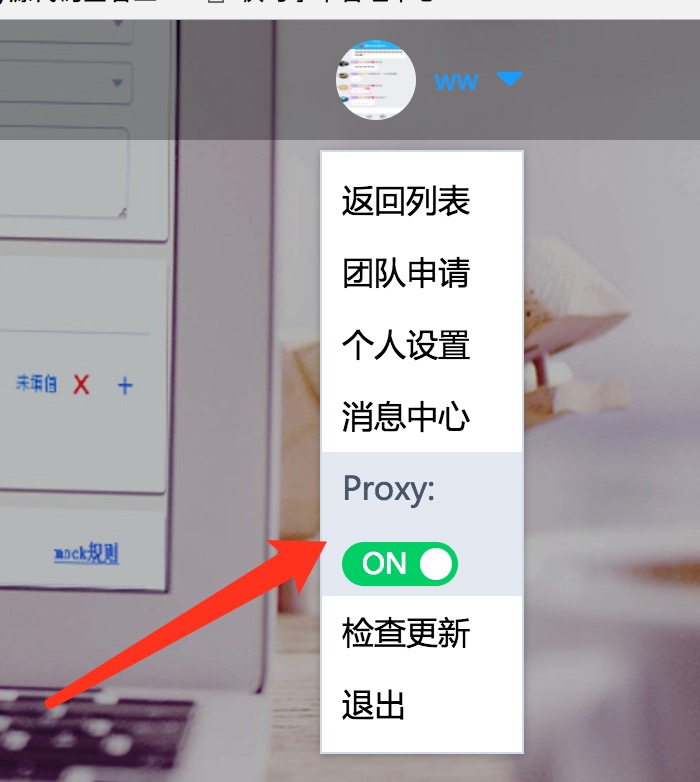 ww
返回列表
团队申请
个人设置
消息中心
未填值
X
+
Proxy:
ON
mock规则
检查更新
退出